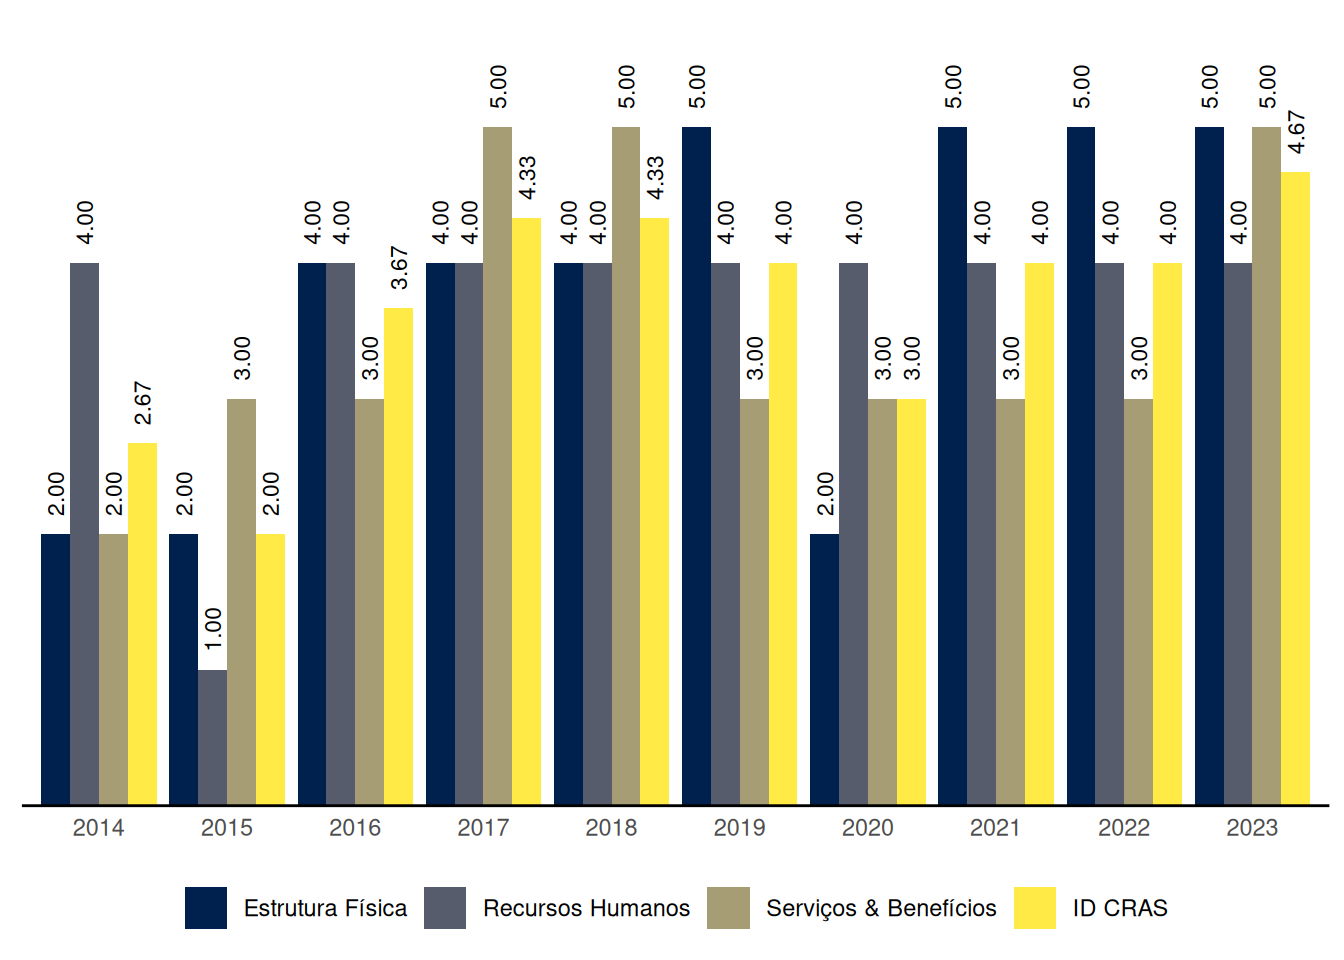 2.00 4.00 2.00 2.67 2.00 1.00 3.00 2.00 4.00 4.00 3.00 3.67 4.00 4.00 5.00 4.33 4.00 4.00 5.00 4.33 5.00 4.00 3.00 4.00 2.00 4.00 3.00 3.00 5.00 4.00 3.00 4.00 5.00 4.00 3.00 4.00 5.00 4.00 5.00 4.67
2014 2015 2016 2017 2018 2019 2020 2021 2022 2023
Estrutura Física Recursos Humanos Serviços & Benefícios ID CRAS